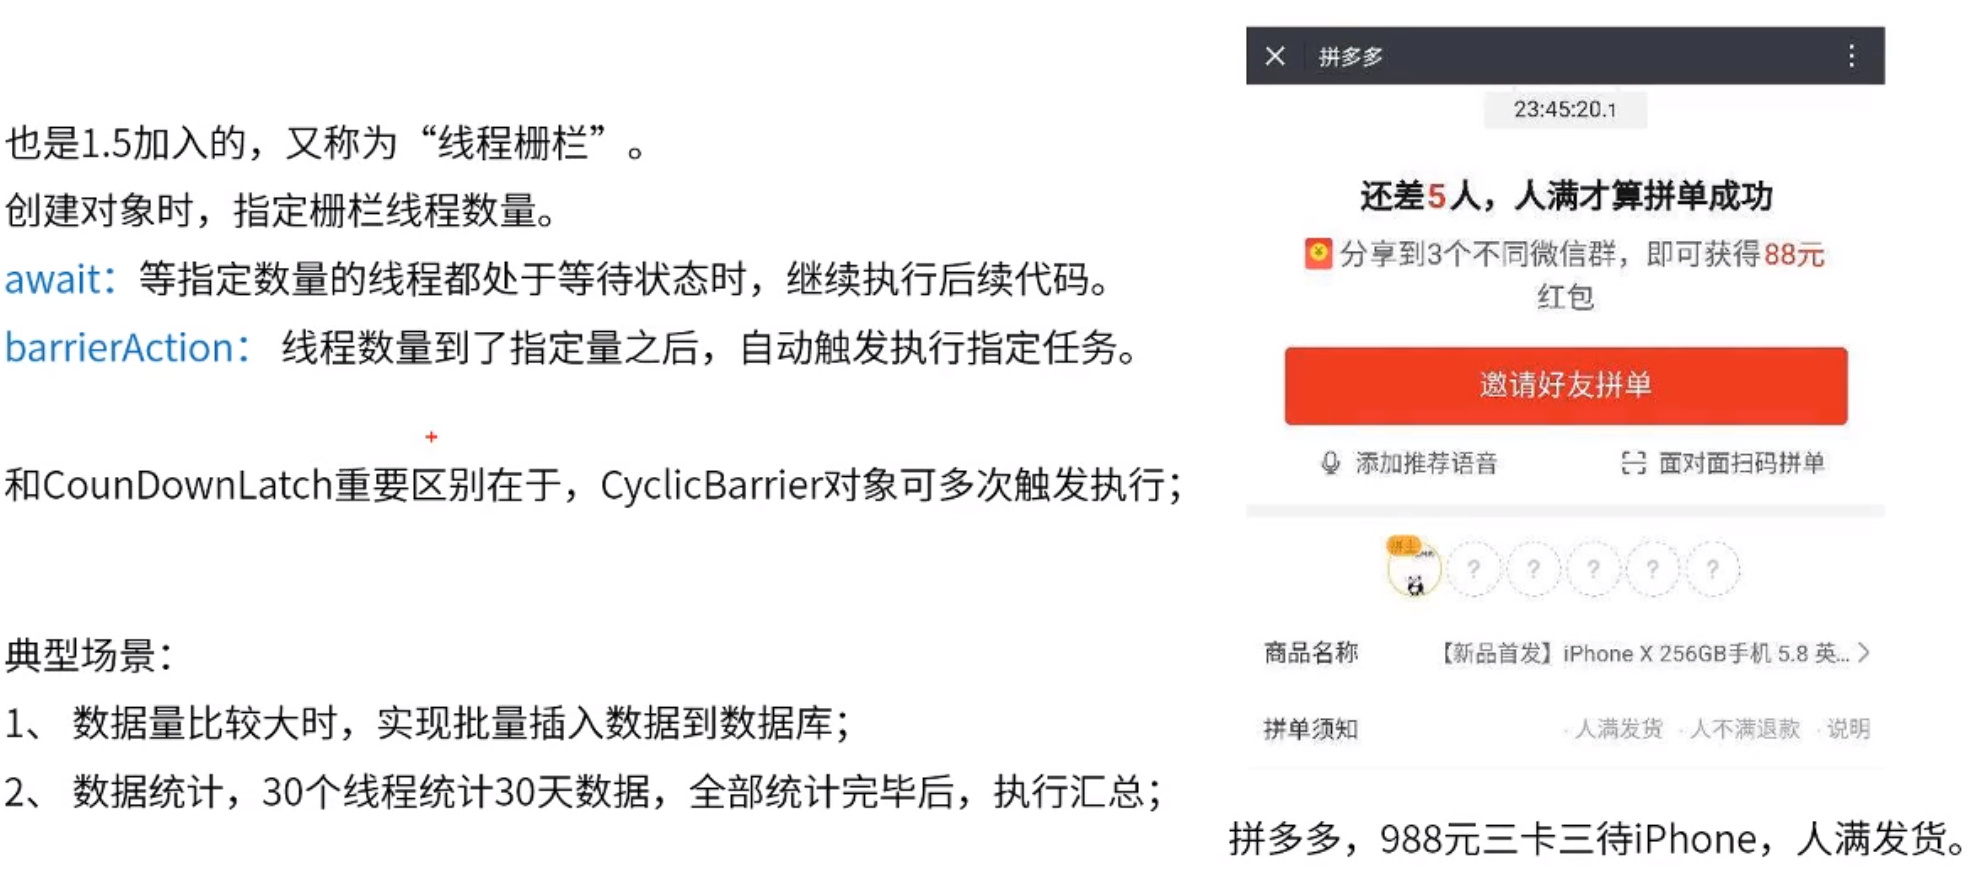 也是1.5加入的，又称为“线程栅栏”。
创建对象时，指定栅栏线程数量。
await：等指定数量的线程都处于等待状态时，继续执行后续代码。
barrierAction： 线程数量到了指定量之后，自动触发执行指定任务。
和CounDownLatch重要区别在于，CyclicBarrier对象可多次触发执行；
典型场景：
1、 数据量比较大时，实现批量插入数据到数据库；
2、 数据统计，30个线程统计30天数据，全部统计完毕后，执行汇总；
拼多多
23:45:20.1
还差5人，人满才算拼单成功
分享到3个不同微信群，即可获得88元
红包
邀请好友拼单
添加推荐语音 面对面扫码拼单
拼主
? ? ? ? ?
商品名称 【新品首发】iPhone X 256GB手机 5.8 英...
拼单须知 · 人满发货 · 人不满退款 · 说明
拼多多，988元三卡三待iPhone，人满发货。